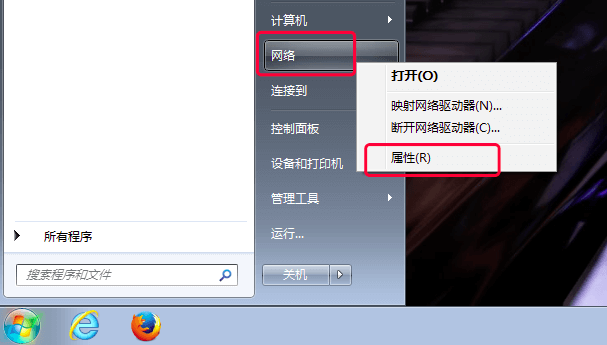 计算机
网络
连接到
控制面板
设备和打印机
管理工具
运行...
关机
打开(O)
映射网络驱动器(N)...
断开网络驱动器(C)...
属性(R)
所有程序
搜索程序和文件